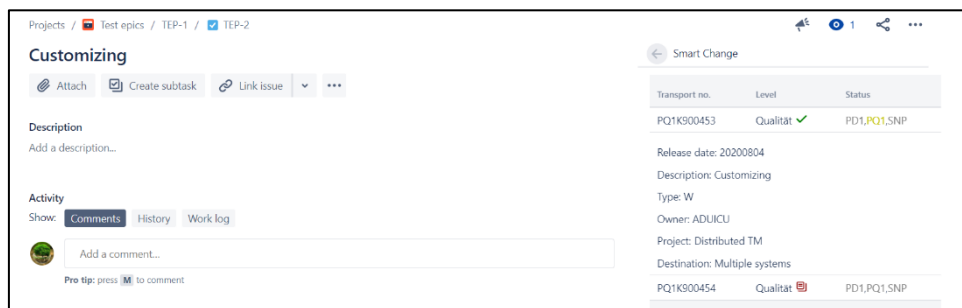 Projects / Test epics / TEP-1 / TEP-2
1
Customizing
Attach Create subtask Link issue
Description
Add a description...
Activity
Show: Comments History Work log
Add a comment...
Pro tip: press M to comment
Smart Change
Transport no. Level Status
PQ1K900453 Qualität PD1,PQ1,SNP
Release date: 20200804
Description: Customizing
Type: W
Owner: ADUICU
Project: Distributed TM
Destination: Multiple systems
PQ1K900454 Qualität PD1,PQ1,SNP